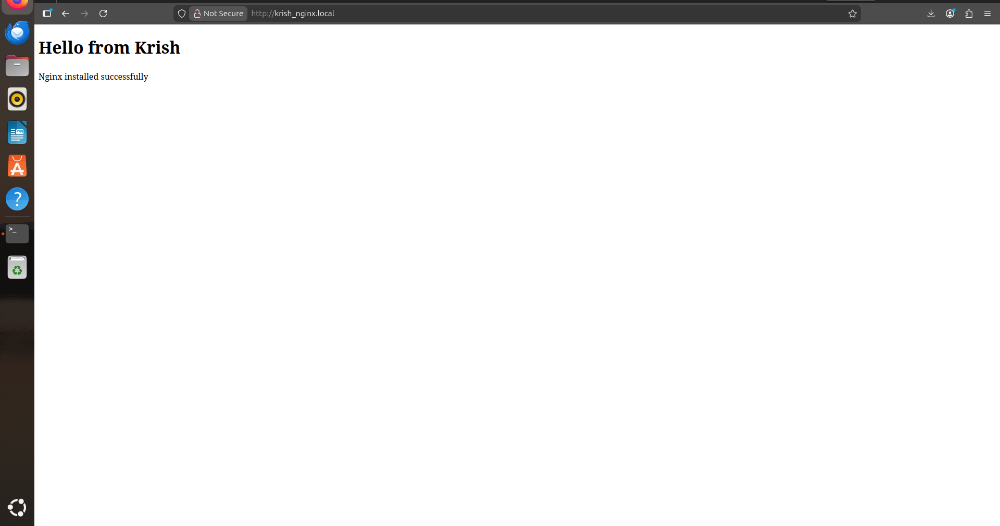 Not Secure http://krish_nginx.local
Hello from Krish
Nginx installed successfully